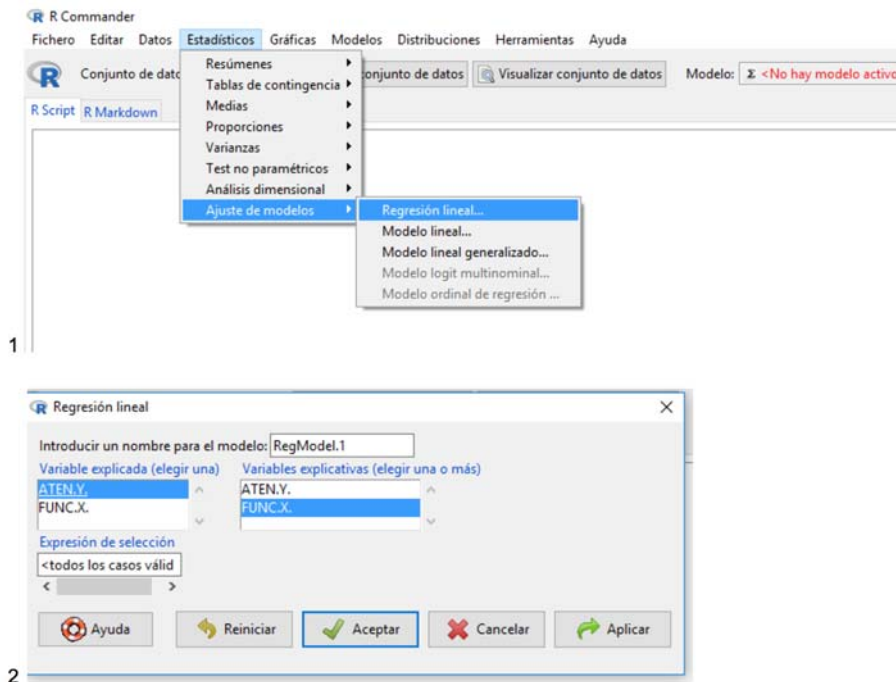 R Commander
Fichero Editar Datos Estadísticos Gráficas Modelos Distribuciones Herramientas Ayuda
R Conjunto de dato onjunto de datos Visualizar conjunto de datos Modelo: Σ <No hay modelo activo
R Script R Markdown
Resúmenes
Tablas de contingencia
Medias
Proporciones
Varianzas
Test no paramétricos
Análisis dimensional
Ajuste de modelos
Regresión lineal...
Modelo lineal...
Modelo lineal generalizado...
Modelo logit multinominal...
Modelo ordinal de regresión ...
1
R Regresión lineal
Introducir un nombre para el modelo: RegModel.1
Variable explicada (elegir una) Variables explicativas (elegir una o más)
ATEN.Y. ATEN.Y.
FUNC.X. FUNC.X.
Expresión de selección
<todos los casos válid
Ayuda Reiniciar Aceptar Cancelar Aplicar
2